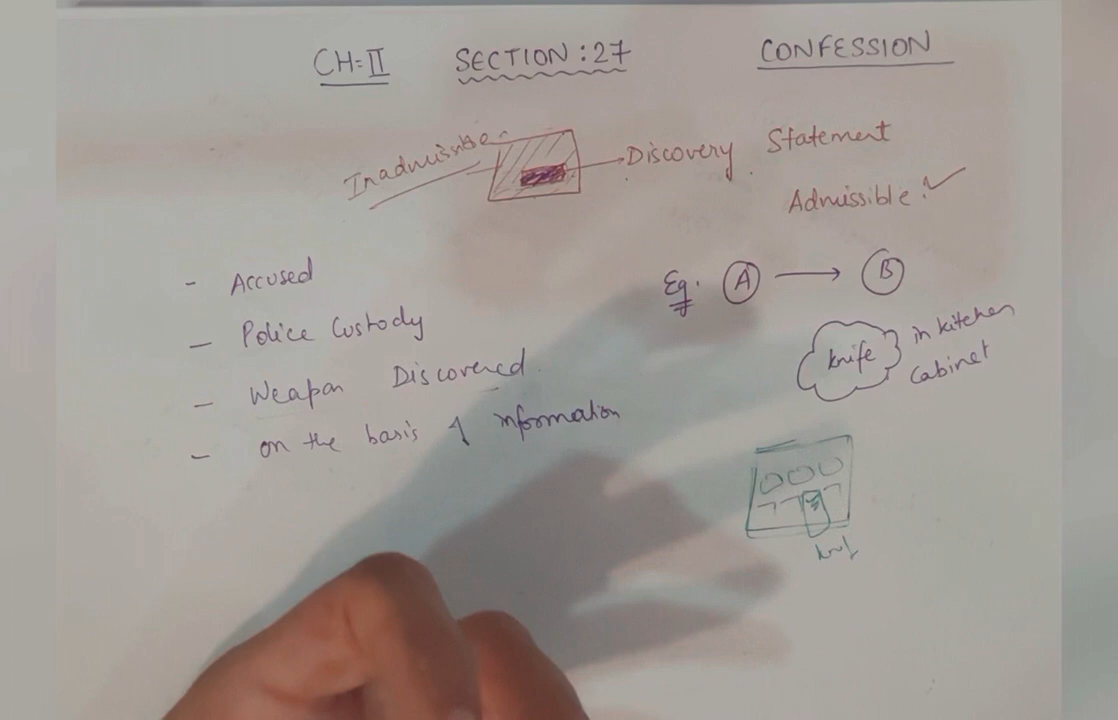 CH=II SECTION:27 CONFESSION
Inadmissible
Discovery Statement
Admissible
- Accused
- Police Custody
- Weapon Discovered.
- on the basis of information
Eg. A → B
knife
in kitchen
cabinet